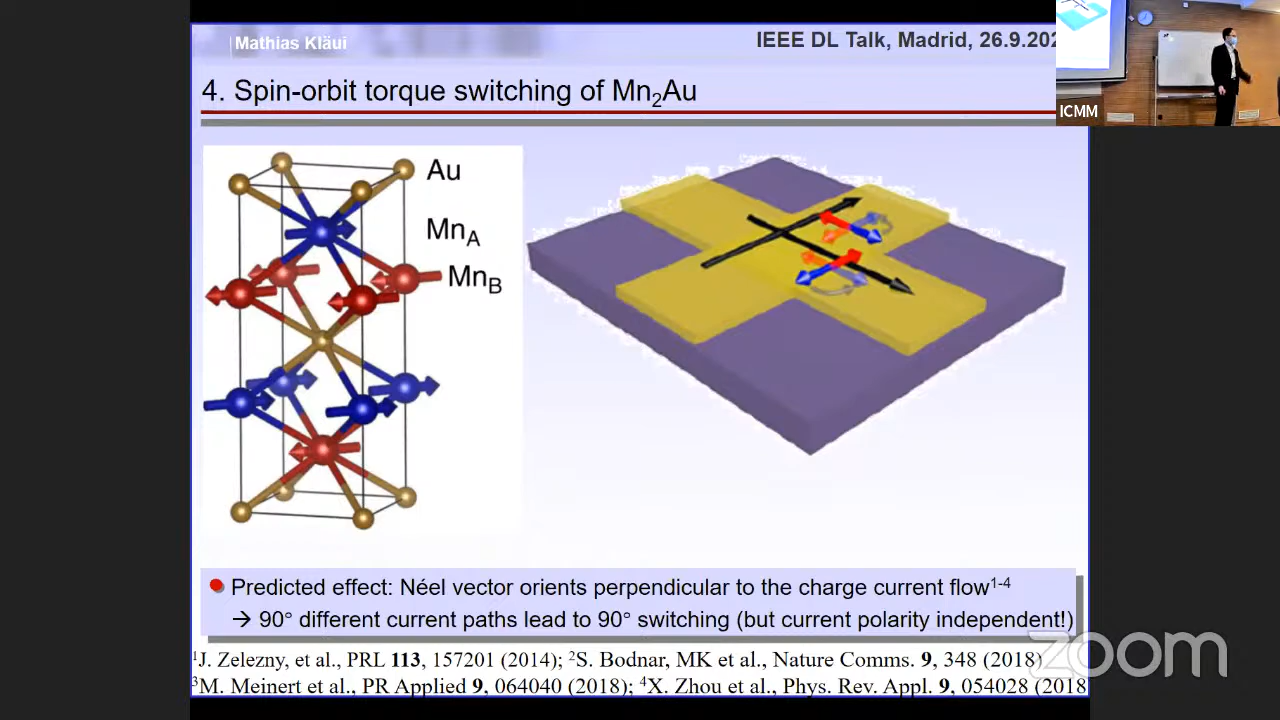 Mathias Kläui
IEEE DL Talk, Madrid, 26.9.202
4. Spin-orbit torque switching of Mn₂Au
ICMM
Au
Mn_A
Mn_B
Predicted effect: Néel vector orients perpendicular to the charge current flow¹⁻⁴
→ 90° different current paths lead to 90° switching (but current polarity independent!)
¹J. Zelezny, et al., PRL 113, 157201 (2014); ²S. Bodnar, MK et al., Nature Comms. 9, 348 (2018)
³M. Meinert et al., PR Applied 9, 064040 (2018); ⁴X. Zhou et al., Phys. Rev. Appl. 9, 054028 (2018
zoom